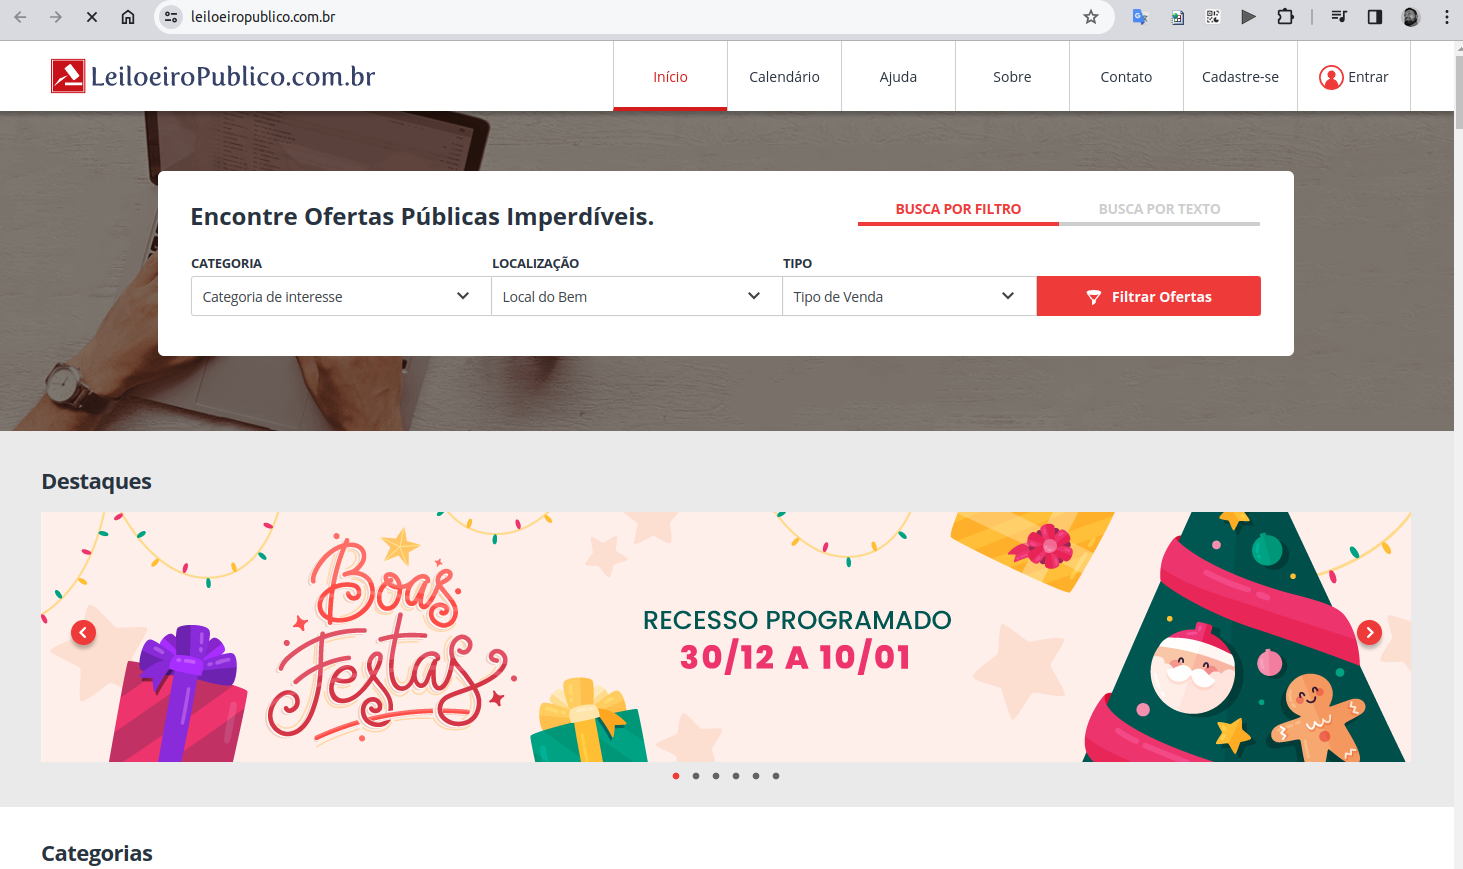 leiloeiropublico.com.br
LeiloeiroPublico.com.br
Início
Calendário
Ajuda
Sobre
Contato
Cadastre-se
Entrar
Encontre Ofertas Públicas Imperdíveis.
BUSCA POR FILTRO
BUSCA POR TEXTO
CATEGORIA
LOCALIZAÇÃO
TIPO
Categoria de interesse
Local do Bem
Tipo de Venda
Filtrar Ofertas
Destaques
Boas
Festas
RECESSO PROGRAMADO
30/12 A 10/01
Categorias